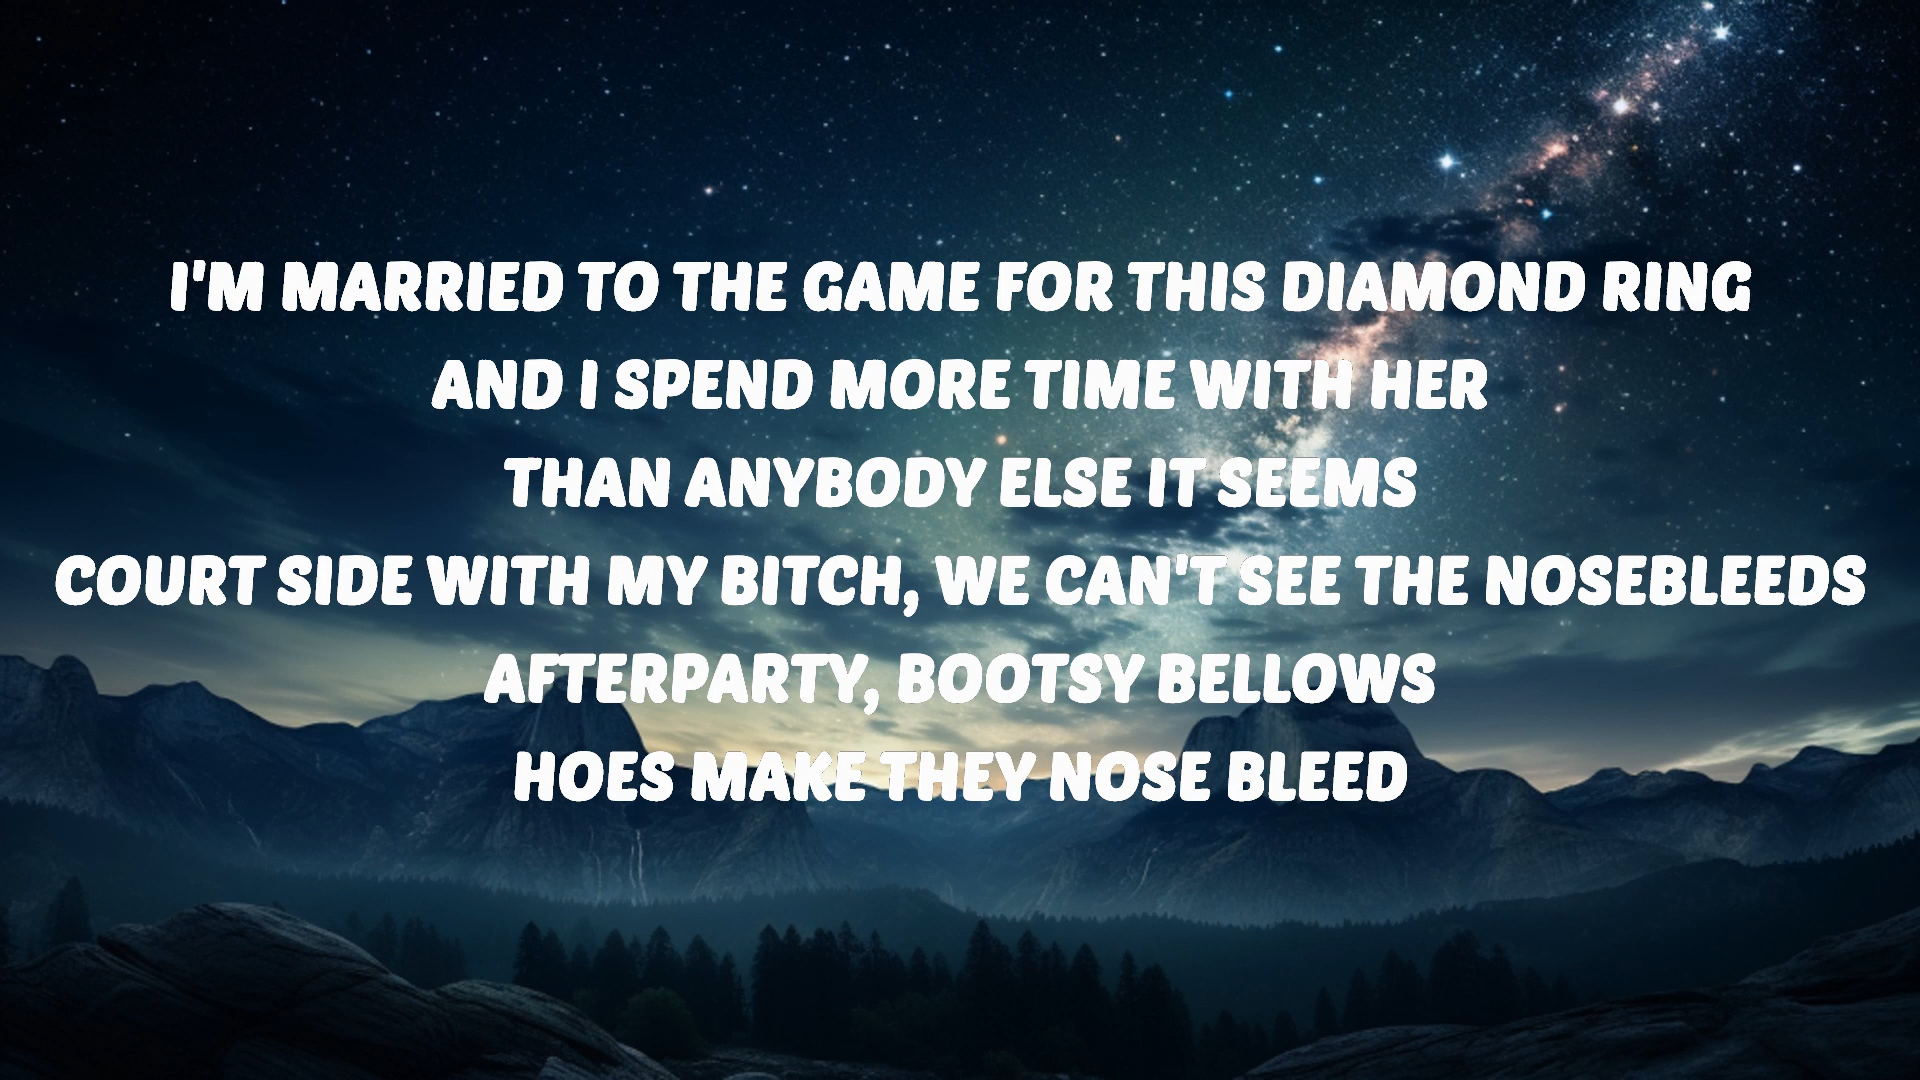 I'M MARRIED TO THE GAME FOR THIS DIAMOND RING
AND I SPEND MORE TIME WITH HER
THAN ANYBODY ELSE IT SEEMS
COURT SIDE WITH MY BITCH, WE CAN'T SEE THE NOSEBLEEDS
AFTERPARTY, BOOTSY BELLOWS
HOES MAKE THEY NOSE BLEED